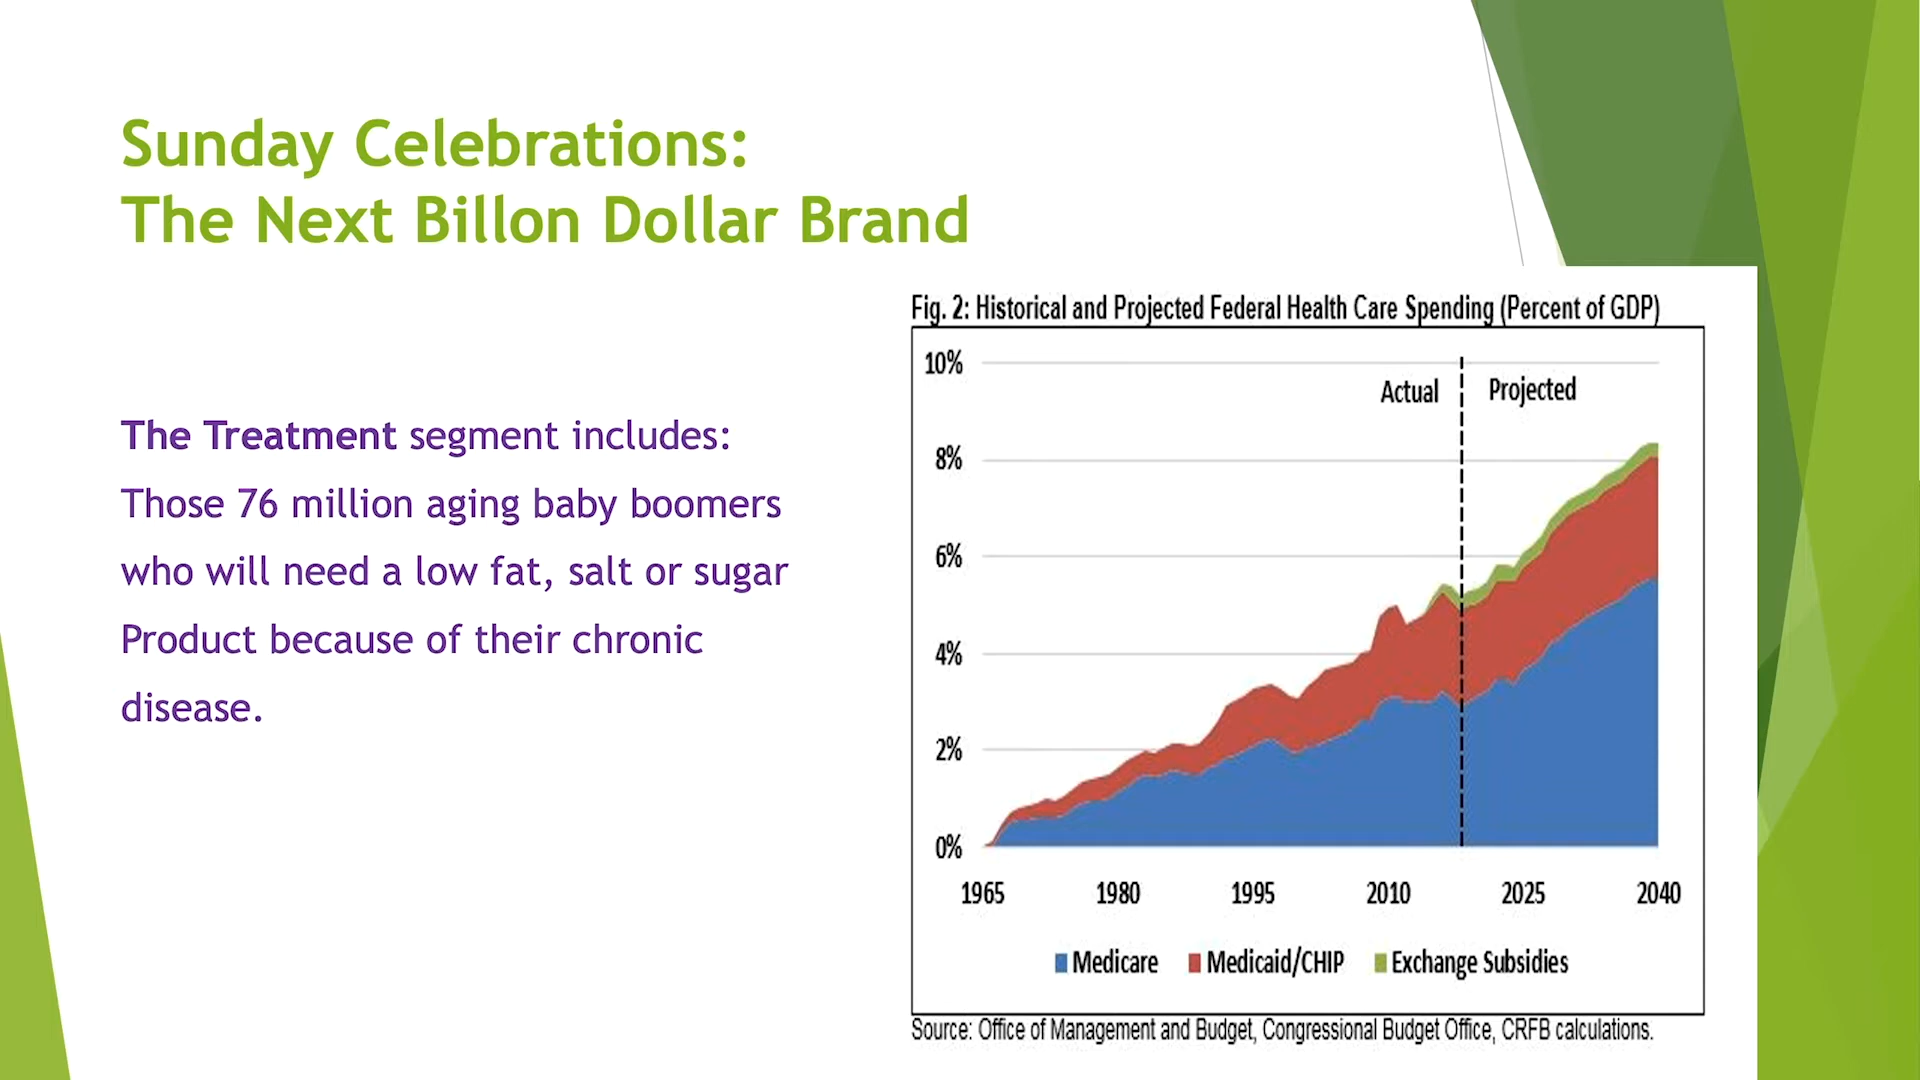 Sunday Celebrations:
The Next Billon Dollar Brand
The Treatment segment includes:
Those 76 million aging baby boomers
who will need a low fat, salt or sugar
Product because of their chronic
disease.
Fig. 2: Historical and Projected Federal Health Care Spending (Percent of GDP)
10%
Actual
Projected
8%
6%
4%
2%
0%
1965 1980 1995 2010 2025 2040
Medicare Medicaid/CHIP Exchange Subsidies
Source: Office of Management and Budget, Congressional Budget Office, CRFB calculations.